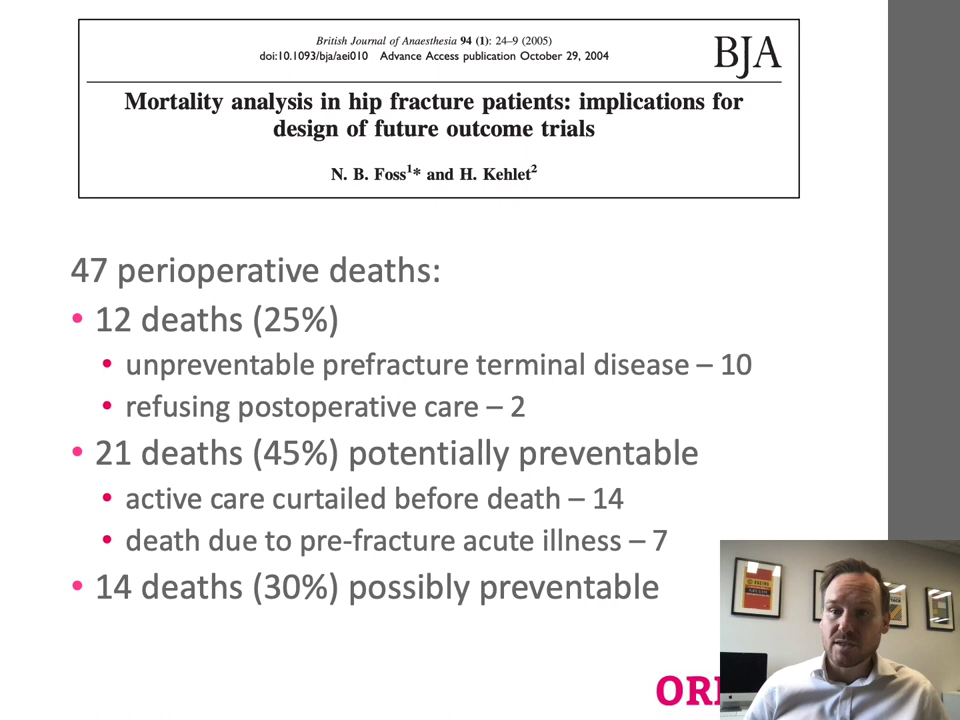 British Journal of Anaesthesia 94 (1): 24–9 (2005)
doi:10.1093/bja/aei010 Advance Access publication October 29, 2004
BJA
Mortality analysis in hip fracture patients: implications for
design of future outcome trials
N. B. Foss1* and H. Kehlet2
47 perioperative deaths:
• 12 deaths (25%)
• unpreventable prefracture terminal disease – 10
• refusing postoperative care – 2
• 21 deaths (45%) potentially preventable
• active care curtailed before death – 14
• death due to pre-fracture acute illness – 7
• 14 deaths (30%) possibly preventable